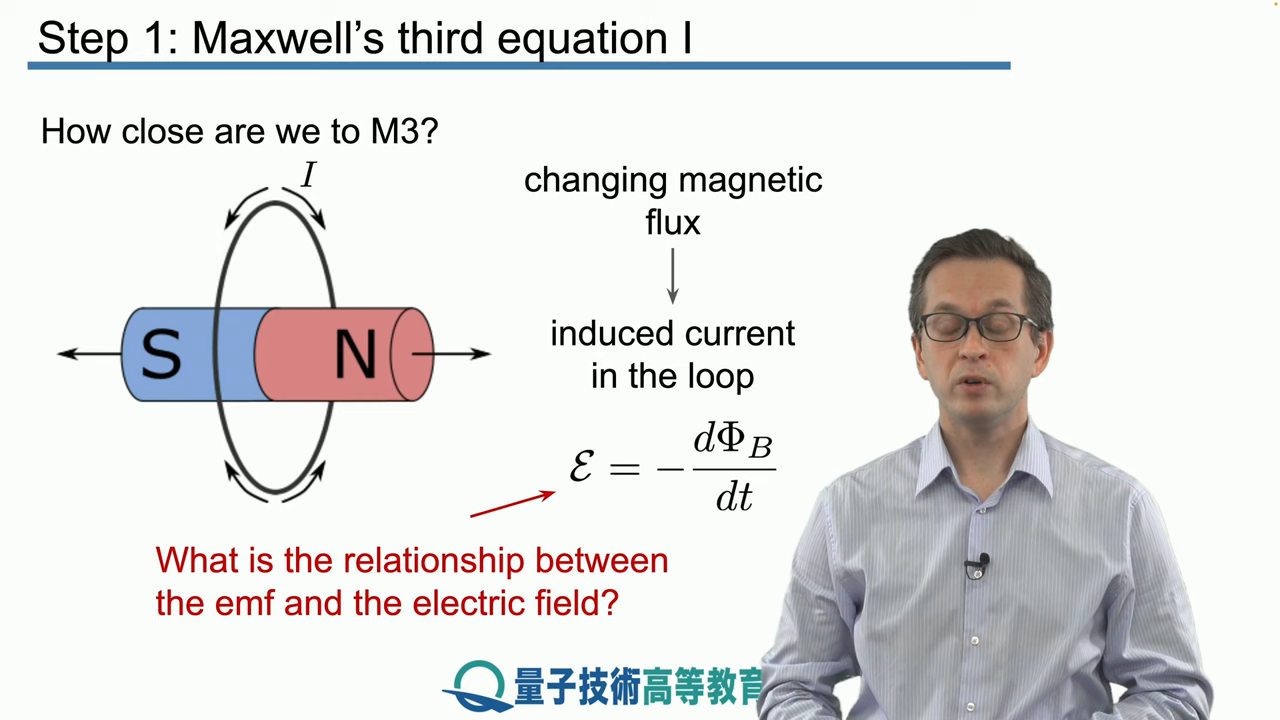 Step 1: Maxwell's third equation I
How close are we to M3?
I
changing magnetic
flux
S
N
induced current
in the loop
ℰ = − dΦ_B / dt
What is the relationship between
the emf and the electric field?
量子技術高等教育